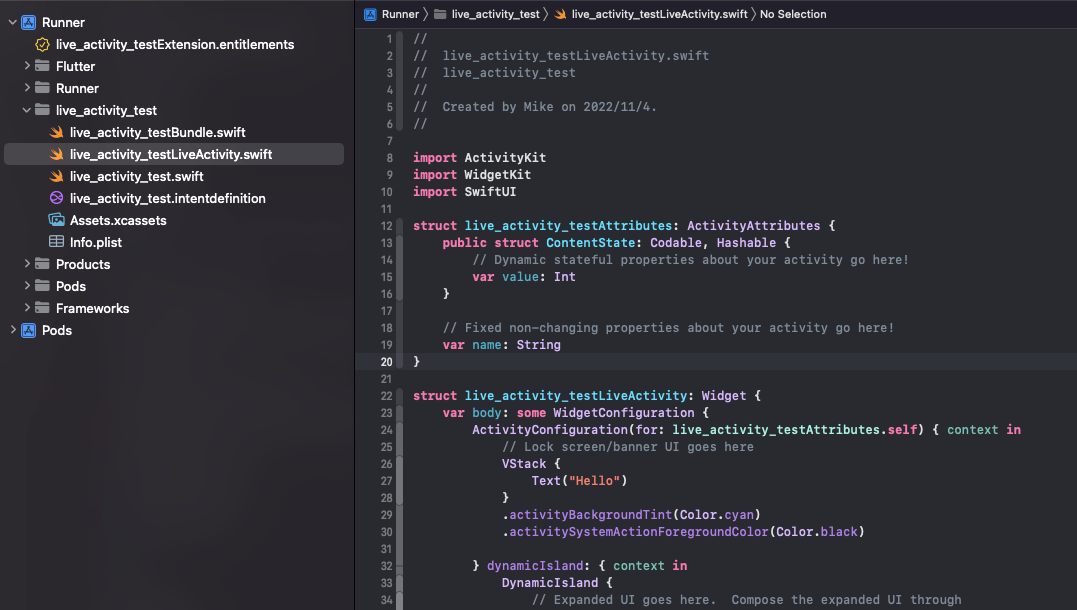 Runner
live_activity_testExtension.entitlements
Flutter
Runner
live_activity_test
live_activity_testBundle.swift
live_activity_testLiveActivity.swift
live_activity_test.swift
live_activity_test.intentdefinition
Assets.xcassets
Info.plist
Products
Pods
Frameworks
Pods
Runner 〉 live_activity_test 〉 live_activity_testLiveActivity.swift 〉 No Selection
1 //
2 //  live_activity_testLiveActivity.swift
3 //  live_activity_test
4 //
5 //  Created by Mike on 2022/11/4.
6 //
7
8 import ActivityKit
9 import WidgetKit
10 import SwiftUI
11
12 struct live_activity_testAttributes: ActivityAttributes {
13     public struct ContentState: Codable, Hashable {
14         // Dynamic stateful properties about your activity go here!
15         var value: Int
16     }
17
18     // Fixed non-changing properties about your activity go here!
19     var name: String
20 }
21
22 struct live_activity_testLiveActivity: Widget {
23     var body: some WidgetConfiguration {
24         ActivityConfiguration(for: live_activity_testAttributes.self) { context in
25             // Lock screen/banner UI goes here
26             VStack {
27                 Text("Hello")
28             }
29             .activityBackgroundTint(Color.cyan)
30             .activitySystemActionForegroundColor(Color.black)
31
32         } dynamicIsland: { context in
33             DynamicIsland {
34                 // Expanded UI goes here.  Compose the expanded UI through